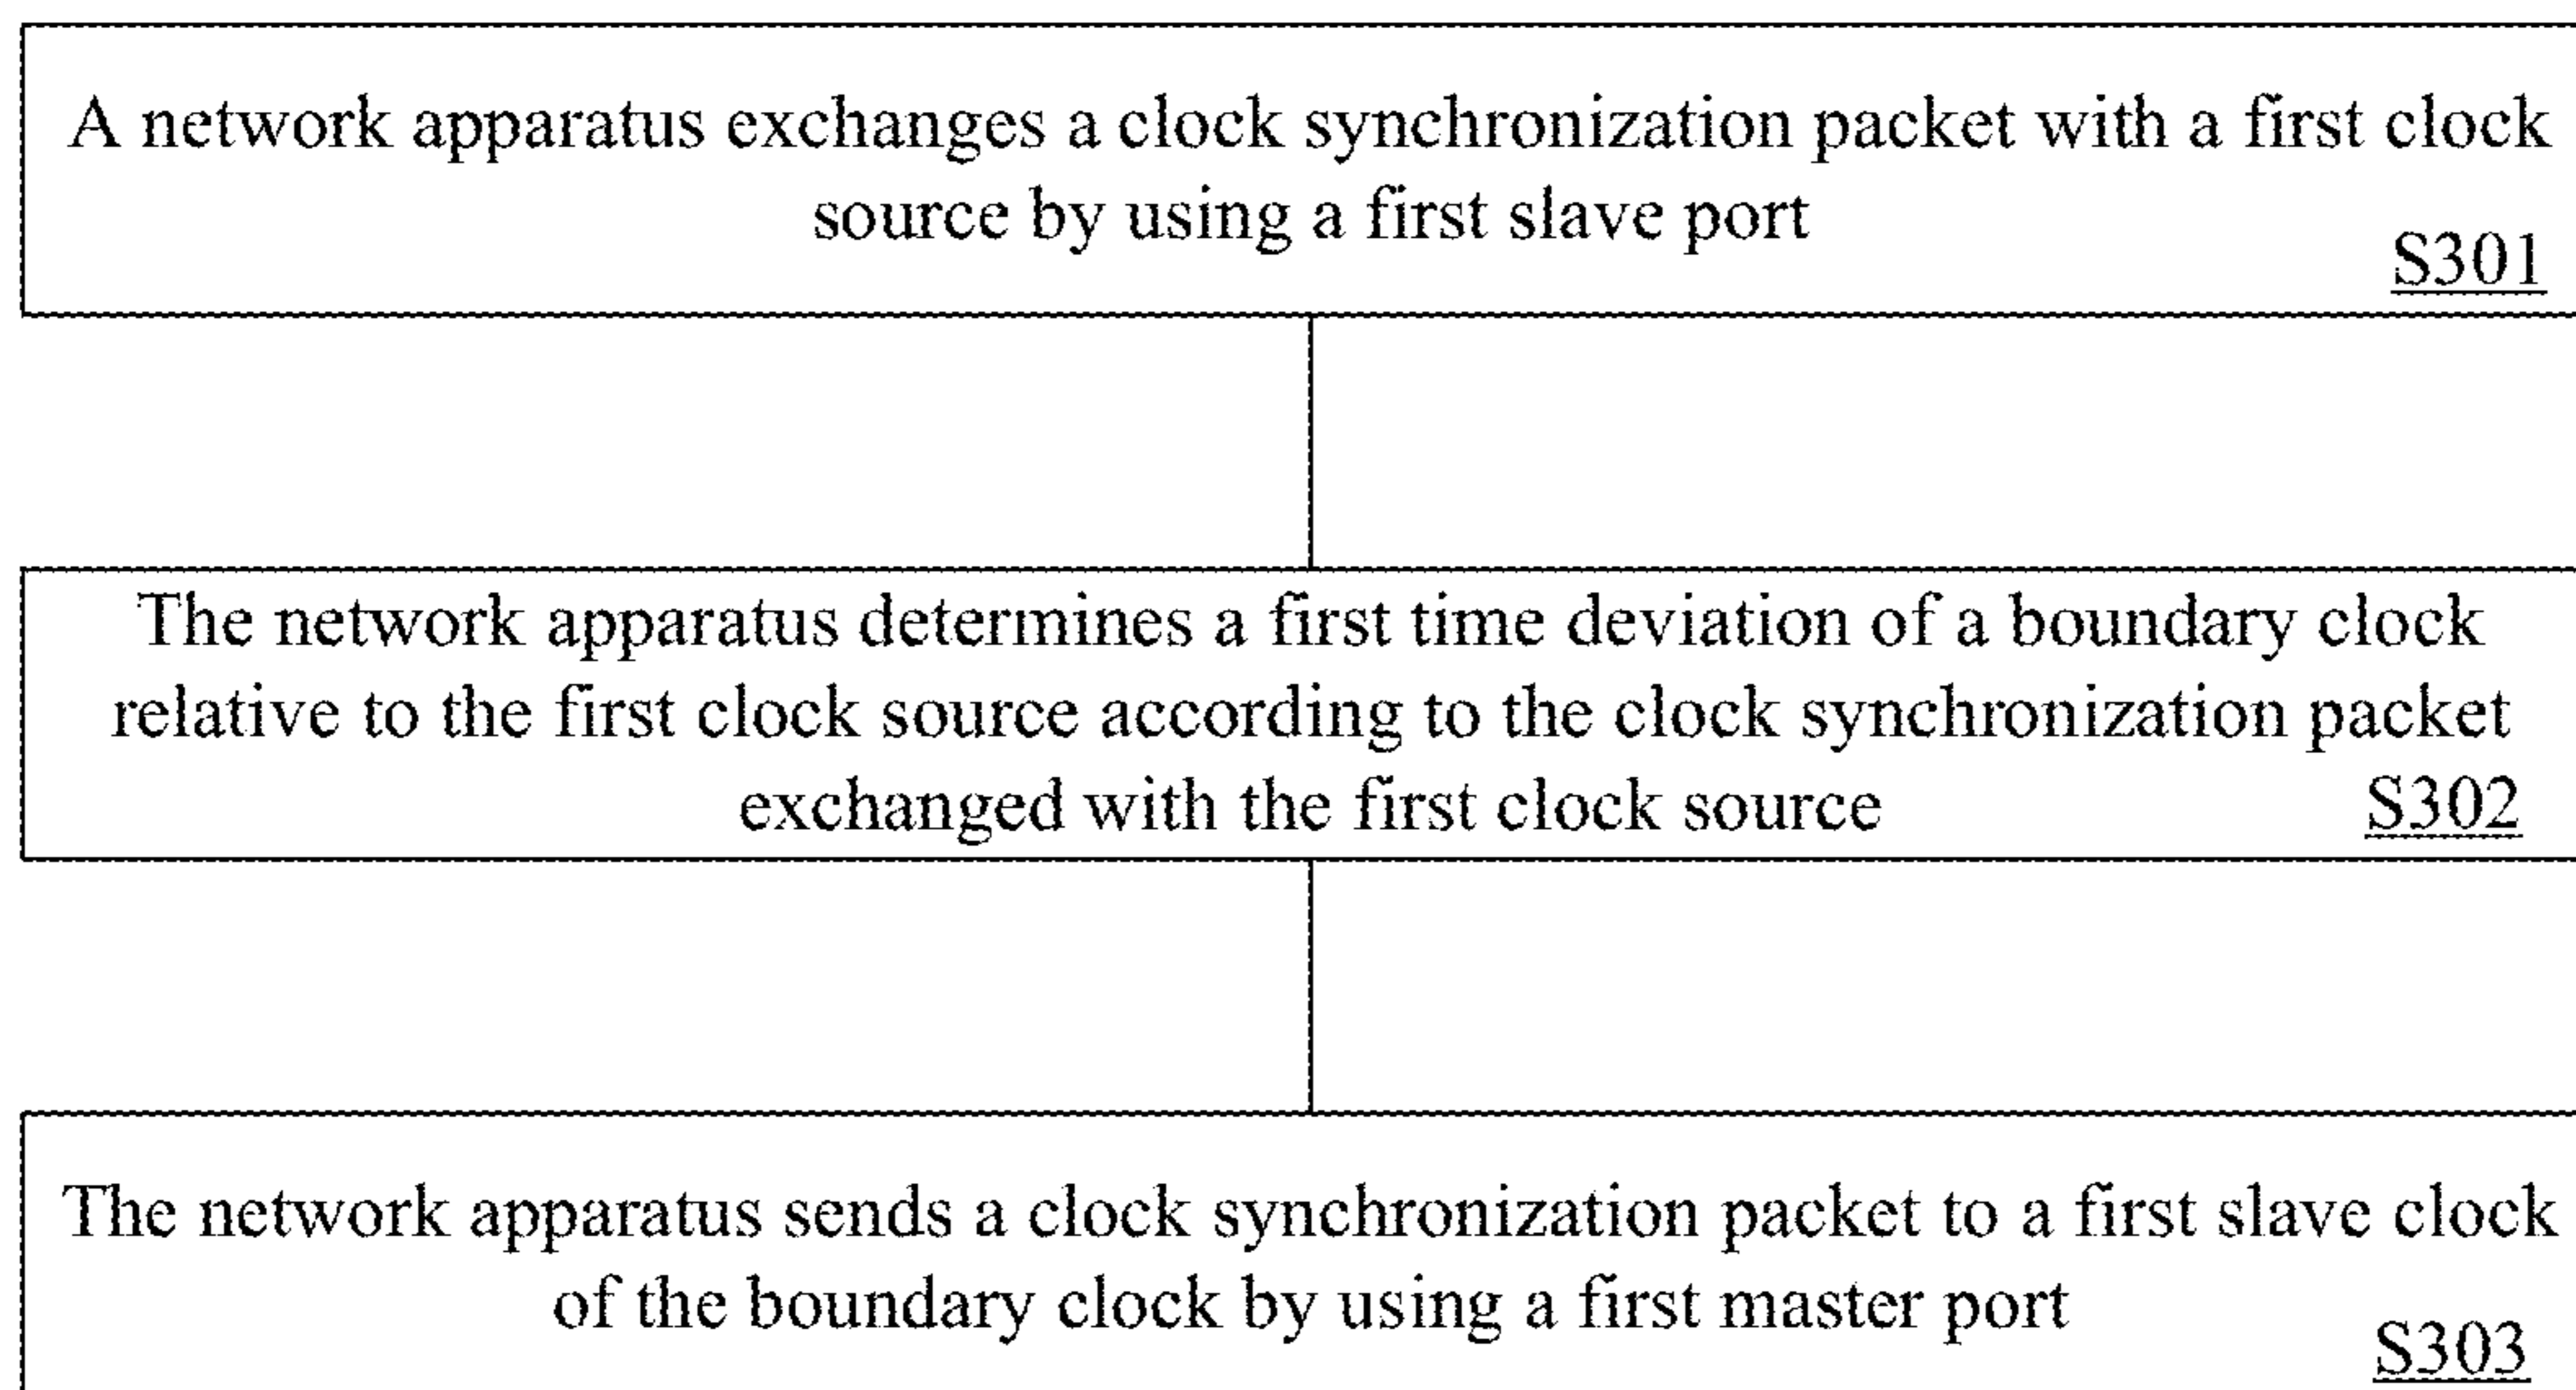 A network apparatus exchanges a clock synchronization packet with a first clock
source by using a first slave port
S301
The network apparatus determines a first time deviation of a boundary clock
relative to the first clock source according to the clock synchronization packet
exchanged with the first clock source
S302
The network apparatus sends a clock synchronization packet to a first slave clock
of the boundary clock by using a first master port
S303